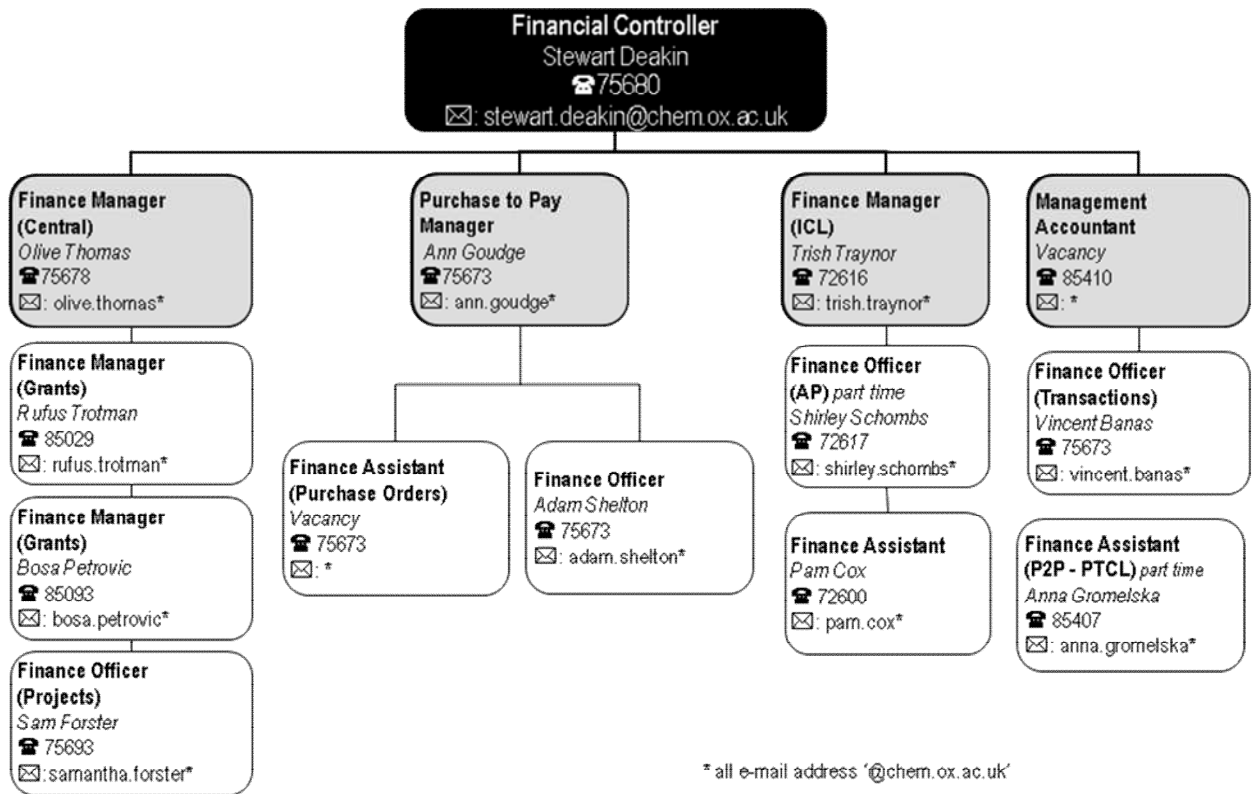 Financial Controller
Stewart Deakin
☎75680
✉: stewart.deakin@chem.ox.ac.uk
Finance Manager
(Central)
Olive Thomas
☎75678
✉: olive.thomas*
Purchase to Pay
Manager
Ann Goudge
☎75673
✉: ann.goudge*
Finance Manager
(ICL)
Trish Traynor
☎ 72616
✉: trish.traynor*
Management
Accountant
Vacancy
☎ 85410
✉: *
Finance Manager
(Grants)
Rufus Trotman
☎ 85029
✉: rufus.trotman*
Finance Officer
(AP) part time
Shirley Schombs
☎ 72617
✉: shirley.schombs*
Finance Officer
(Transactions)
Vincent Banas
☎ 75673
✉: vincent.banas*
Finance Assistant
(Purchase Orders)
Vacancy
☎ 75673
✉: *
Finance Officer
Adam Shelton
☎ 75673
✉: adam.shelton*
Finance Manager
(Grants)
Bosa Petrovic
☎ 85093
✉: bosa.petrovic*
Finance Assistant
Pam Cox
☎ 72600
✉: pam.cox*
Finance Assistant
(P2P - PTCL) part time
Anna Gromelska
☎ 85407
✉: anna.gromelska*
Finance Officer
(Projects)
Sam Forster
☎ 75693
✉:samantha.forster*
* all e-mail address '@chem.ox.ac.uk'